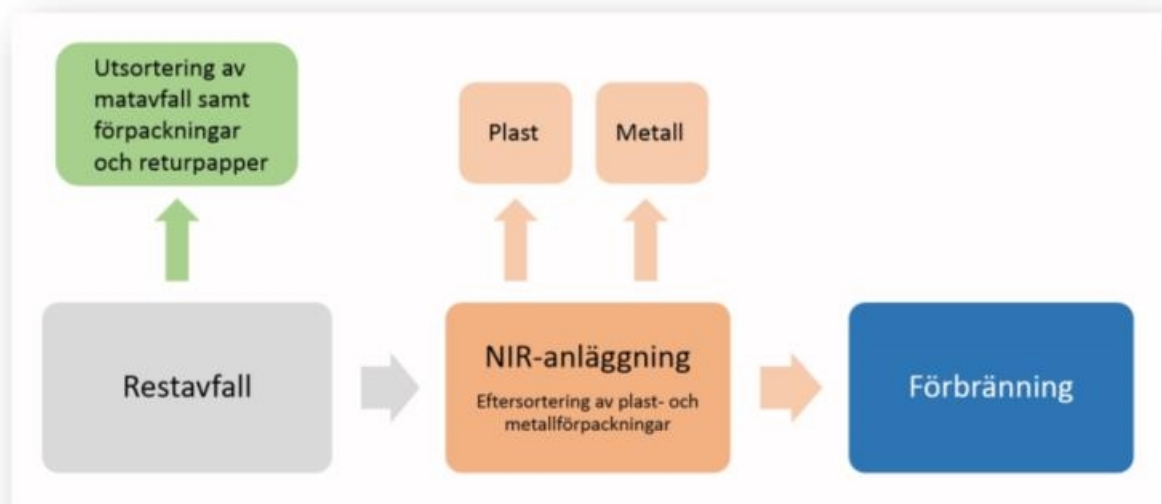 Utsortering av
matavfall samt
förpackningar
och returpapper
Plast
Metall
Restavfall
NIR-anläggning
Eftersortering av plast- och
metallförpackningar
Förbränning